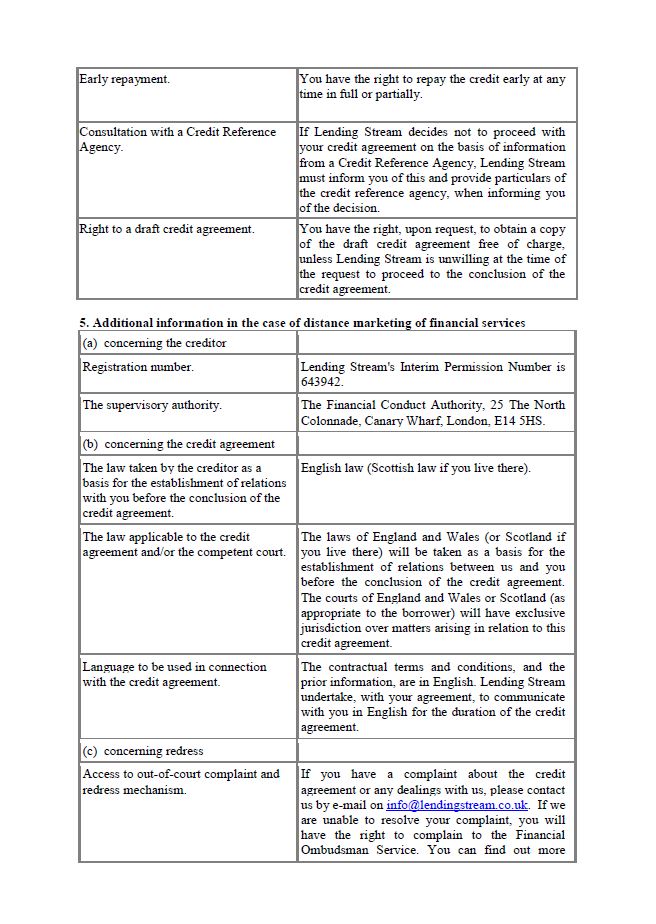 Early repayment.
You have the right to repay the credit early at any
time in full or partially.
Consultation with a Credit Reference
Agency.
If Lending Stream decides not to proceed with
your credit agreement on the basis of information
from a Credit Reference Agency, Lending Stream
must inform you of this and provide particulars of
the credit reference agency, when informing you
of the decision.
Right to a draft credit agreement.
You have the right, upon request, to obtain a copy
of the draft credit agreement free of charge,
unless Lending Stream is unwilling at the time of
the request to proceed to the conclusion of the
credit agreement.
5. Additional information in the case of distance marketing of financial services
(a) concerning the creditor
Registration number.
Lending Stream's Interim Permission Number is
643942.
The supervisory authority.
The Financial Conduct Authority, 25 The North
Colonnade, Canary Wharf, London, E14 5HS.
(b) concerning the credit agreement
The law taken by the creditor as a
basis for the establishment of relations
with you before the conclusion of the
credit agreement.
English law (Scottish law if you live there).
The law applicable to the credit
agreement and/or the competent court.
The laws of England and Wales (or Scotland if
you live there) will be taken as a basis for the
establishment of relations between us and you
before the conclusion of the credit agreement.
The courts of England and Wales or Scotland (as
appropriate to the borrower) will have exclusive
jurisdiction over matters arising in relation to this
credit agreement.
Language to be used in connection
with the credit agreement.
The contractual terms and conditions, and the
prior information, are in English. Lending Stream
undertake, with your agreement, to communicate
with you in English for the duration of the credit
agreement.
(c) concerning redress
Access to out-of-court complaint and
redress mechanism.
If you have a complaint about the credit
agreement or any dealings with us, please contact
us by e-mail on info@lendingstream.co.uk. If we
are unable to resolve your complaint, you will
have the right to complain to the Financial
Ombudsman Service. You can find out more